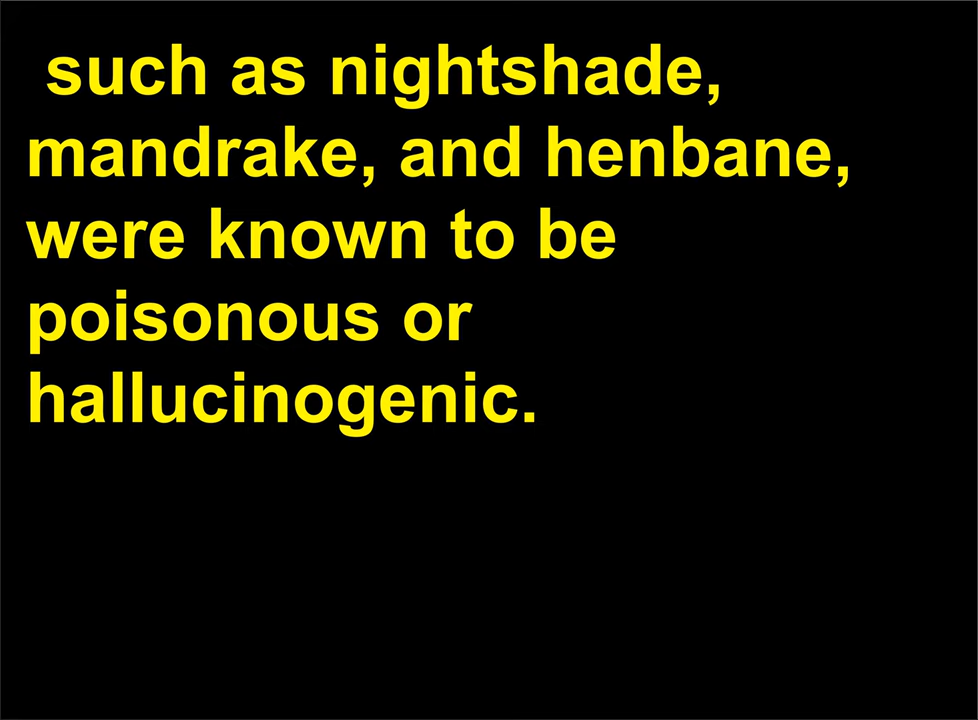 such as nightshade,
mandrake, and henbane,
were known to be
poisonous or
hallucinogenic.